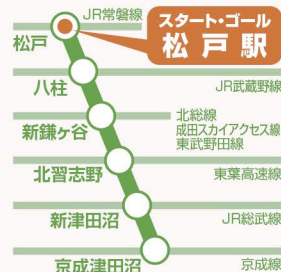 JR常磐線
スタート・ゴール
松戸駅
松戸
八柱
JR武蔵野線
新鎌ヶ谷
北総線
成田スカイアクセス線
東武野田線
北習志野
東葉高速線
新津田沼
JR総武線
京成津田沼
京成線